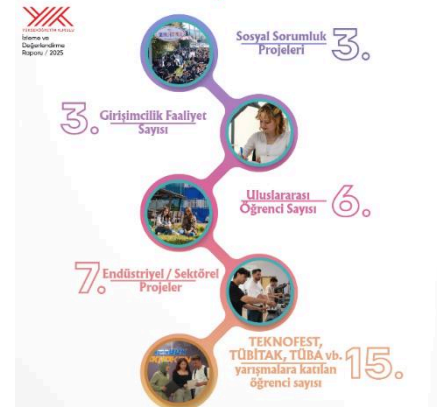 YÜKSEKÖĞRETİM KURULU
İzleme ve
Değerlendirme
Raporu / 2025
Sosyal Sorumluk
Projeleri
3.
3.
Girişimcilik Faaliyet
Sayısı
Uluslararası
Öğrenci Sayısı
6.
7.
Endüstriyel / Sektörel
Projeler
TEKNOFEST,
TÜBİTAK, TÜBA vb.
yarışmalara katılan
öğrenci sayısı
15.